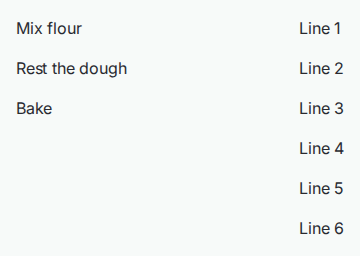 Mix flour
Rest the dough
Bake
Line 1
Line 2
Line 3
Line 4
Line 5
Line 6